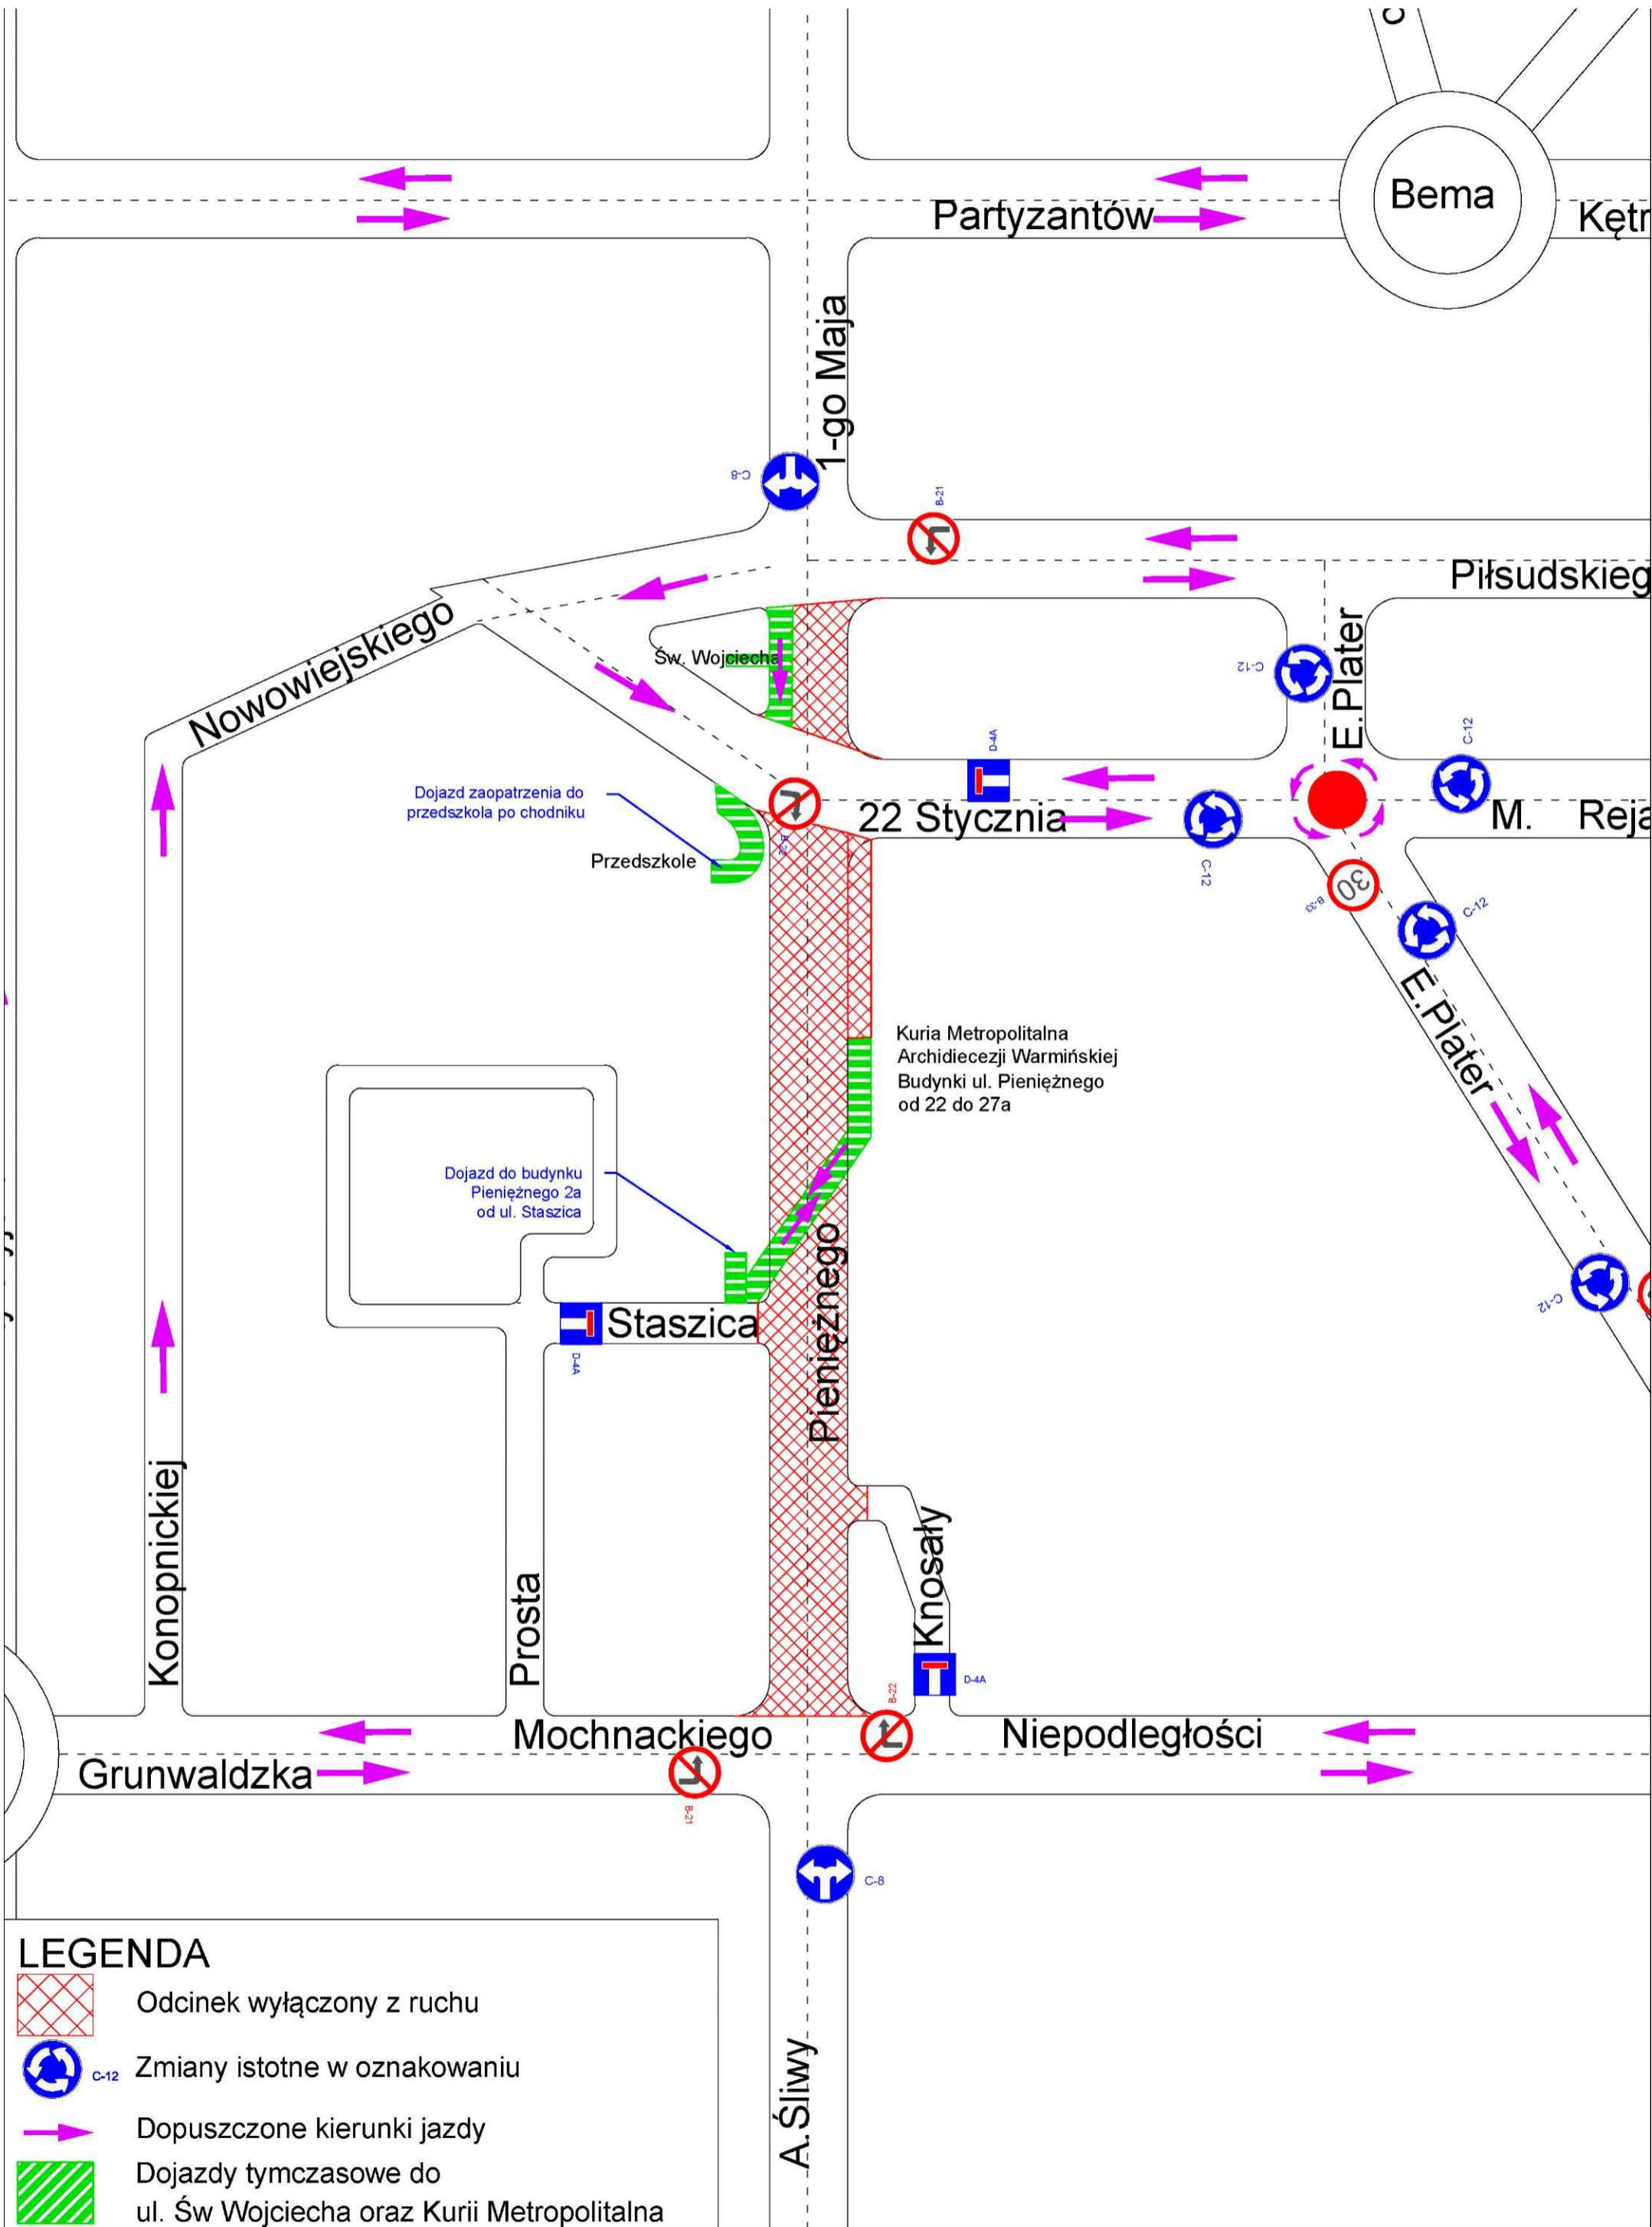 Bema
Partyzantów
Kętr
1-go Maja
C-8
B-21
Piłsudskieg
Nowowiejskiego
Św. Wojciecha
E.Plater
C-12
C-12
D-4A
Dojazd zaopatrzenia do
przedszkola po chodniku
22 Stycznia
M. Reja
Przedszkole
C-12
30
B-33
C-12
E.Plater
Kuria Metropolitalna
Archidiecezji Warmińskiej
Budynki ul. Pieniężnego
od 22 do 27a
Dojazd do budynku
Pieniężnego 2a
od ul. Staszica
Pieniężnego
C-12
Staszica
D-4A
Konopnickiej
Prosta
Knosały
D-4A
B-22
Mochnackiego
Niepodległości
Grunwaldzka
B-21
C-8
A.Śliwy
LEGENDA
Odcinek wyłączony z ruchu
C-12 Zmiany istotne w oznakowaniu
Dopuszczone kierunki jazdy
Dojazdy tymczasowe do
ul. Św Wojciecha oraz Kurii Metropolitalna